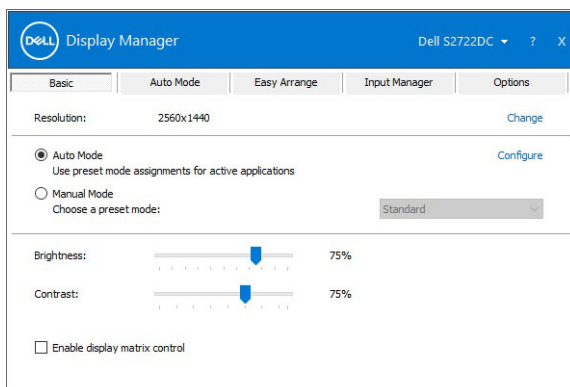 DELL Display Manager Dell S2722DC ? X
Basic Auto Mode Easy Arrange Input Manager Options
Resolution: 2560x1440 Change
Auto Mode Configure
Use preset mode assignments for active applications
Manual Mode
Choose a preset mode: Standard
Brightness: 75%
Contrast: 75%
Enable display matrix control